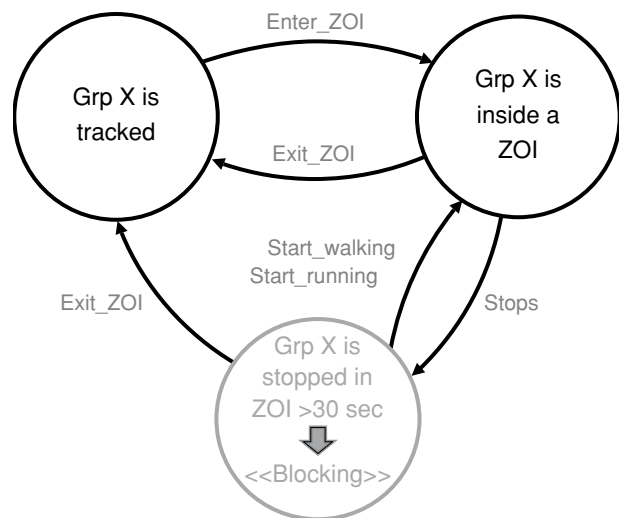 Enter_ZOI
Grp X is
tracked
Grp X is
inside a
ZOI
Exit_ZOI
Start_walking
Start_running
Exit_ZOI
Stops
Grp X is
stopped in
ZOI >30 sec
<<Blocking>>